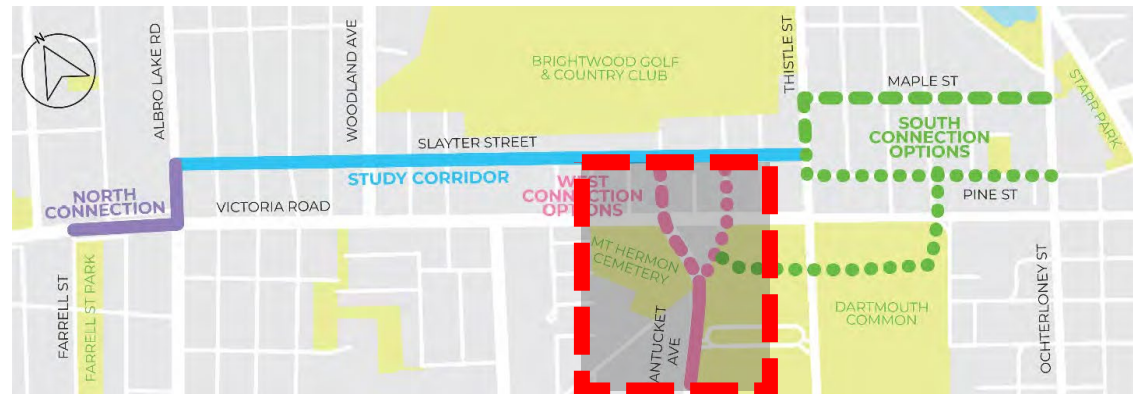 N
ALBRO LAKE RD
WOODLAND AVE
BRIGHTWOOD GOLF
& COUNTRY CLUB
THISTLE ST
MAPLE ST
STARR PARK
SLAYTER STREET
SOUTH
CONNECTION
OPTIONS
STUDY CORRIDOR
WEST
CONNECTION
OPTIONS
NORTH
CONNECTION
VICTORIA ROAD
PINE ST
MT HERMON
CEMETERY
FARRELL ST
FARRELL ST PARK
ANTUCKET
AVE
DARTMOUTH
COMMON
OCHTERLONEY ST